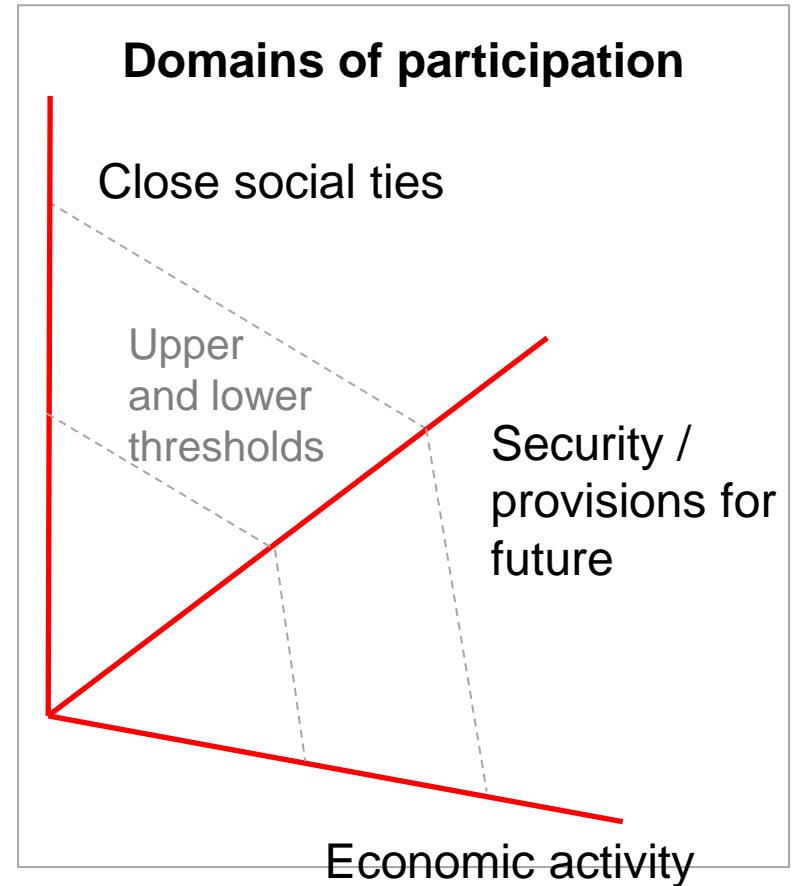 Domains of participation
Close social ties
Upper
and lower
thresholds
Security /
provisions for
future
Economic activity